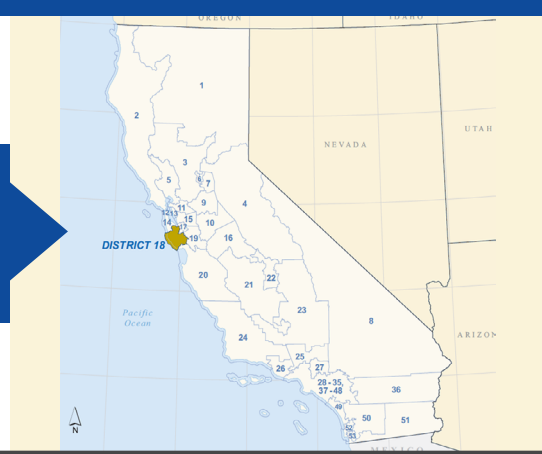 OREGON
IDAHO
1
2
NEVADA
UTAH
3
5
6
7
4
9
11
12
13
14
15
10
17
DISTRICT 18
19
16
20
21
22
23
Pacific
Ocean
8
24
ARIZON
25
26
27
28 - 35,
37 - 48
36
49
50
51
52
53
N
MEXICO